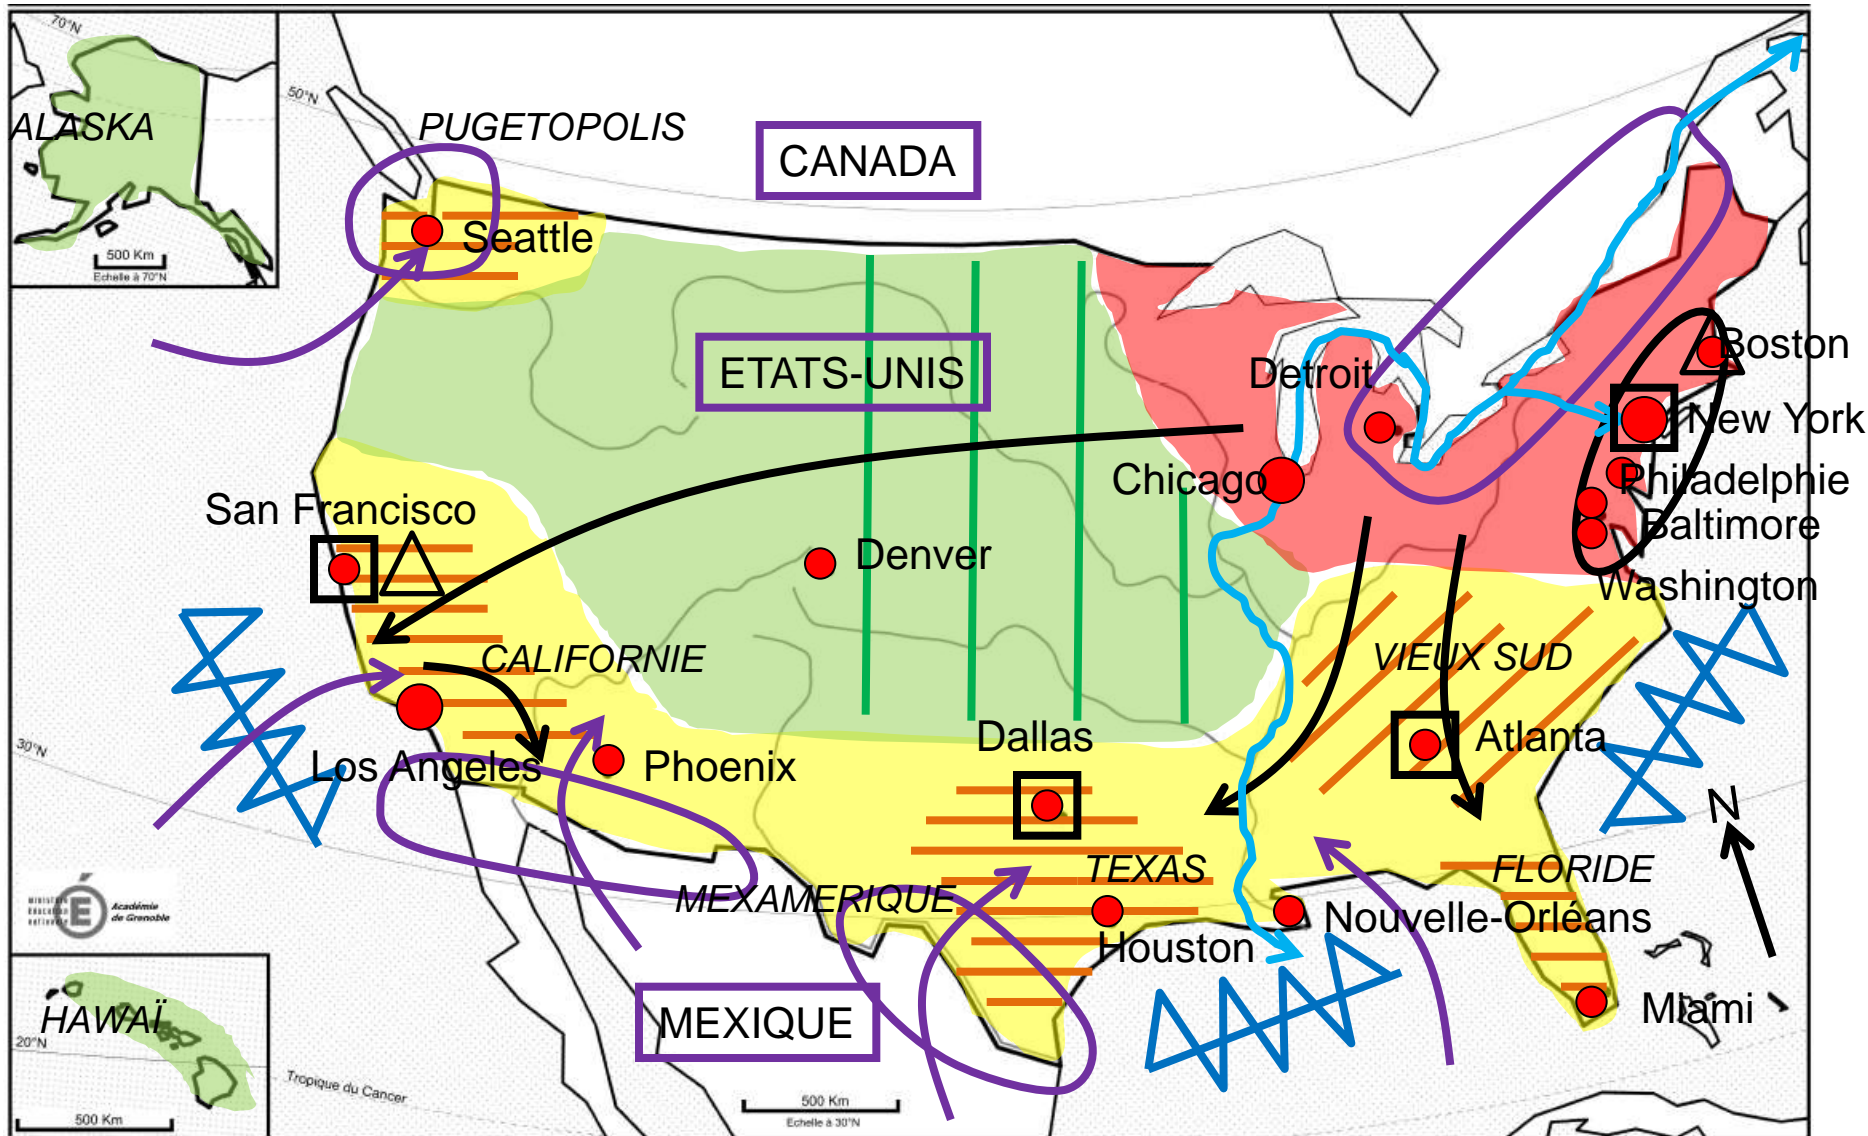 70°N
50°N
ALASKA
PUGETOPOLIS
CANADA
Seattle
500 Km
Echelle à 70°N
ETATS-UNIS
Detroit
Boston
New York
Chicago
Philadelphie
San Francisco
Baltimore
Denver
Washington
CALIFORNIE
VIEUX SUD
30°N
Dallas
Atlanta
Los Angeles
Phoenix
N
TEXAS
FLORIDE
MEXAMERIQUE
Académie
de Grenoble
É
Nouvelle-Orléans
Houston
HAWAÏ
MEXIQUE
Miami
20°N
Tropique du Cancer
500 Km
500 Km
Echelle à 30°N